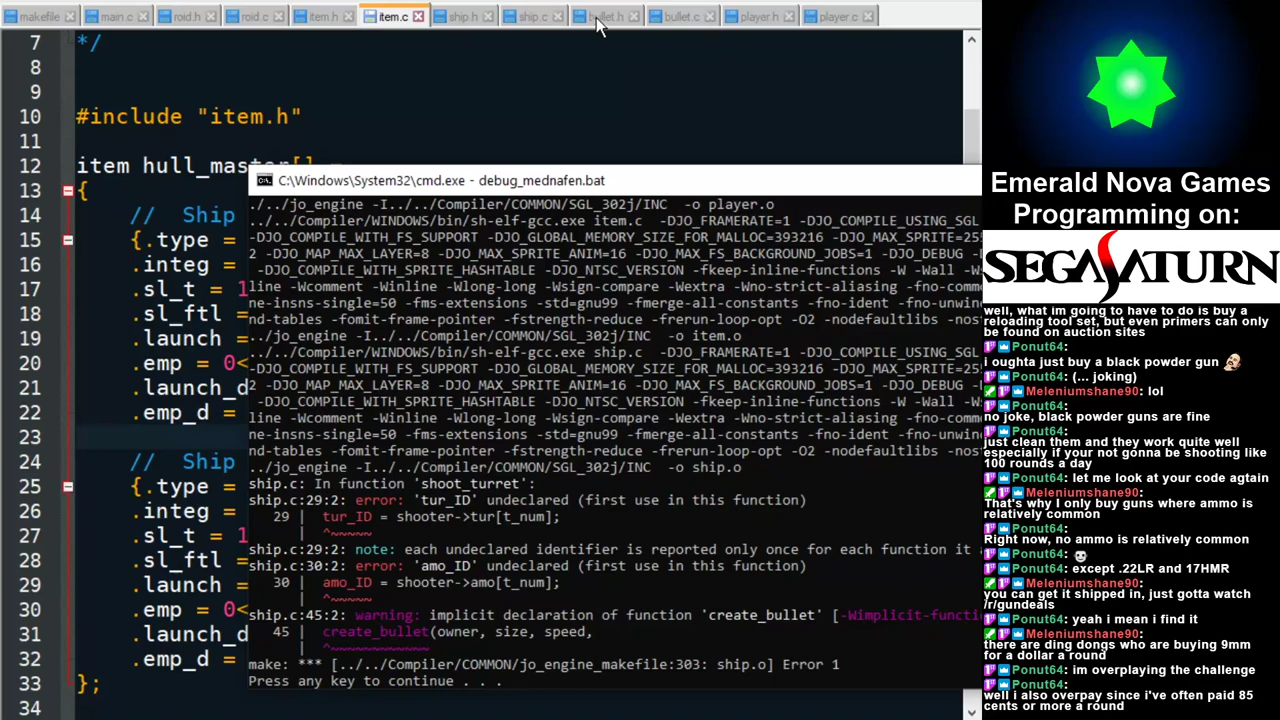 makefile main.c roid.h roid.c item.h item.c ship.h ship.c bullet.h bullet.c player.h player.c
7 */
8
9
10 #include "item.h"
11
12 item hull_master[] =
13 {
14 // Ship
15 {.type =
16 .integ =
17 .sl_t = 1
18 .sl_ftl =
19 .launch =
20 .emp = 0<
21 .launch_d
22 .emp_d =
23
24 // Ship
25 {.type =
26 .integ =
27 .sl_t = 1
28 .sl_ftl =
29 .launch =
30 .emp = 0<
31 .launch_d
32 .emp_d =
33 };
34
C:\Windows\System32\cmd.exe - debug_mednafen.bat
./../jo_engine -I../../Compiler/COMMON/SGL_302j/INC -o player.o
../../Compiler/WINDOWS/bin/sh-elf-gcc.exe item.c -DJO_FRAMERATE=1 -DJO_COMPILE_USING_SGL
-DJO_COMPILE_WITH_FS_SUPPORT -DJO_GLOBAL_MEMORY_SIZE_FOR_MALLOC=393216 -DJO_MAX_SPRITE=25
2 -DJO_MAP_MAX_LAYER=8 -DJO_MAX_SPRITE_ANIM=16 -DJO_MAX_FS_BACKGROUND_JOBS=1 -DJO_DEBUG -
-DJO_COMPILE_WITH_SPRITE_HASHTABLE -DJO_NTSC_VERSION -fkeep-inline-functions -W -Wall -W
line -Wcomment -Winline -Wlong-long -Wsign-compare -Wextra -Wno-strict-aliasing -fno-comm
ne-insns-single=50 -fms-extensions -std=gnu99 -fmerge-all-constants -fno-ident -fno-unwin
nd-tables -fomit-frame-pointer -fstrength-reduce -frerun-loop-opt -O2 -nodefaultlibs -nos
../../jo_engine -I../../Compiler/COMMON/SGL_302j/INC -o item.o
../../Compiler/WINDOWS/bin/sh-elf-gcc.exe ship.c -DJO_FRAMERATE=1 -DJO_COMPILE_USING_SGL
-DJO_COMPILE_WITH_FS_SUPPORT -DJO_GLOBAL_MEMORY_SIZE_FOR_MALLOC=393216 -DJO_MAX_SPRITE=25
2 -DJO_MAP_MAX_LAYER=8 -DJO_MAX_SPRITE_ANIM=16 -DJO_MAX_FS_BACKGROUND_JOBS=1 -DJO_DEBUG -
-DJO_COMPILE_WITH_SPRITE_HASHTABLE -DJO_NTSC_VERSION -fkeep-inline-functions -W -Wall -W
line -Wcomment -Winline -Wlong-long -Wsign-compare -Wextra -Wno-strict-aliasing -fno-comm
ne-insns-single=50 -fms-extensions -std=gnu99 -fmerge-all-constants -fno-ident -fno-unwin
nd-tables -fomit-frame-pointer -fstrength-reduce -frerun-loop-opt -O2 -nodefaultlibs -nos
../../jo_engine -I../../Compiler/COMMON/SGL_302j/INC -o ship.o
ship.c: In function 'shoot_turret':
ship.c:29:2: error: 'tur_ID' undeclared (first use in this function)
29 | tur_ID = shooter->tur[t_num];
| ^~~~~~
ship.c:29:2: note: each undeclared identifier is reported only once for each function it a
ship.c:30:2: error: 'amo_ID' undeclared (first use in this function)
30 | amo_ID = shooter->amo[t_num];
| ^~~~~~
ship.c:45:2: warning: implicit declaration of function 'create_bullet' [-Wimplicit-functi
45 | create_bullet(owner, size, speed,
| ^~~~~~~~~~~~~
make: *** [../../Compiler/COMMON/jo_engine_makefile:303: ship.o] Error 1
Press any key to continue . . .
Emerald Nova Games
Programming on:
SEGA SATURN
well, what im going to have to do is buy a
reloading tool set, but even primers can only
be found on auction sites
Ponut64:
i oughta just buy a black powder gun
Ponut64: (... joking)
Meleniumshane90: lol
Ponut64:
no joke, black powder guns are fine
Ponut64:
just clean them and they work quite well
especially if your not gonna be shooting like
100 rounds a day
Ponut64: let me look at your code agtain
Meleniumshane90:
That's why I only buy guns where ammo is
relatively common
Ponut64:
Right now, no ammo is relatively common
Ponut64:
Ponut64: except .22LR and 17HMR
Meleniumshane90:
you can get it shipped in, just gotta watch
/r/gundeals
Ponut64: yeah i mean i find it
Meleniumshane90:
there are ding dongs who are buying 9mm
for a dollar a round
Ponut64: im overplaying the challenge
Ponut64:
well i also overpay since i've often paid 85
cents or more a round